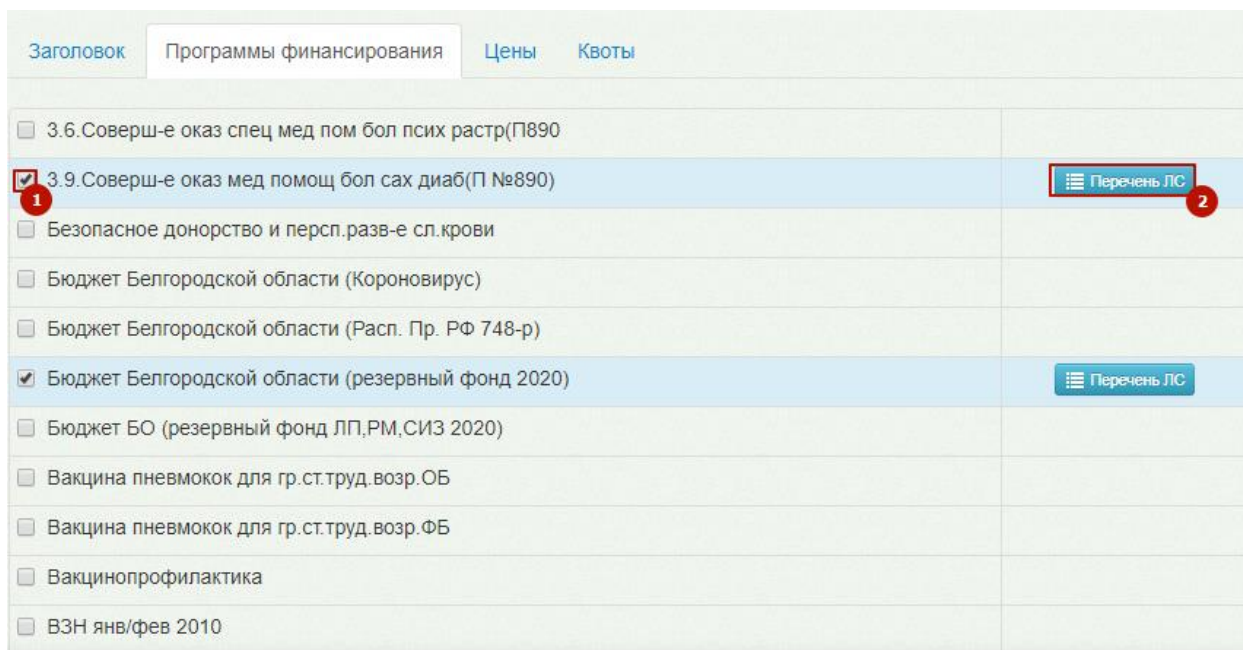 Заголовок Программы финансирования Цены Квоты
3.6.Соверш-е оказ спец мед пом бол псих растр(П890
3.9.Соверш-е оказ мед помощ бол сах диаб(П №890) Перечень ЛС
1 2
Безопасное донорство и персп.разв-е сл.крови
Бюджет Белгородской области (Короновирус)
Бюджет Белгородской области (Расп. Пр. РФ 748-р)
Бюджет Белгородской области (резервный фонд 2020) Перечень ЛС
Бюджет БО (резервный фонд ЛП,РМ,СИЗ 2020)
Вакцина пневмокок для гр.ст.труд.возр.ОБ
Вакцина пневмокок для гр.ст.труд.возр.ФБ
Вакцинопрофилактика
ВЗН янв/фев 2010